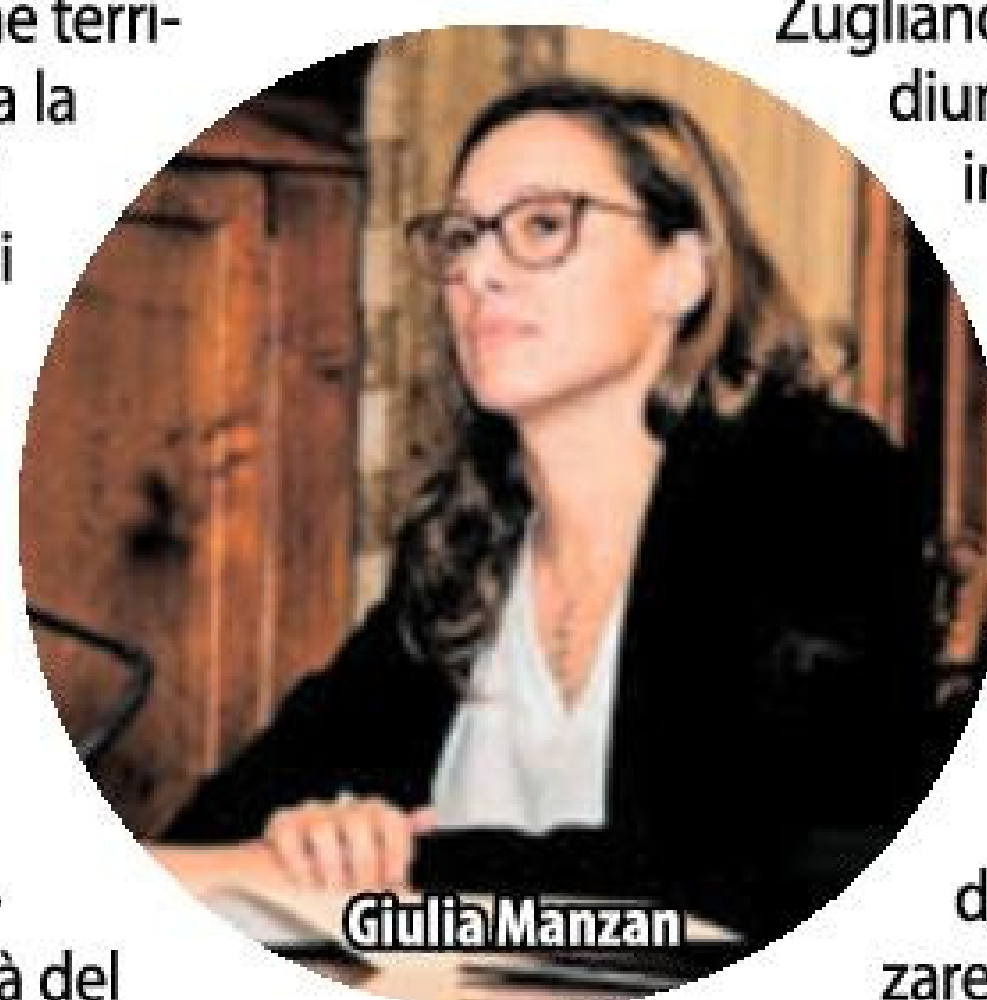 e terri-
a la
i
à del
Zugliano
diur
in
d
zare
Giulia Manzan